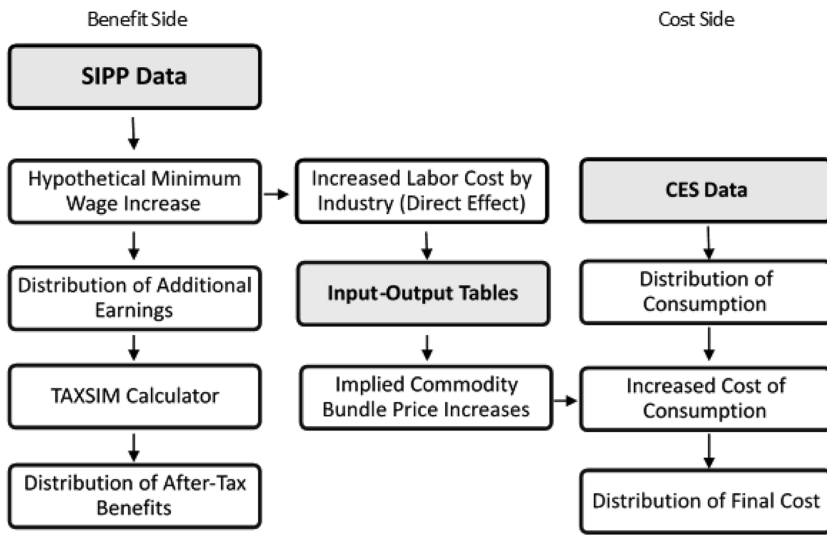 Benefit Side
Cost Side
SIPP Data
Hypothetical Minimum
Wage Increase
Increased Labor Cost by
Industry (Direct Effect)
CES Data
Distribution of Additional
Earnings
Input-Output Tables
Distribution of
Consumption
TAXSIM Calculator
Implied Commodity
Bundle Price Increases
Increased Cost of
Consumption
Distribution of After-Tax
Benefits
Distribution of Final Cost